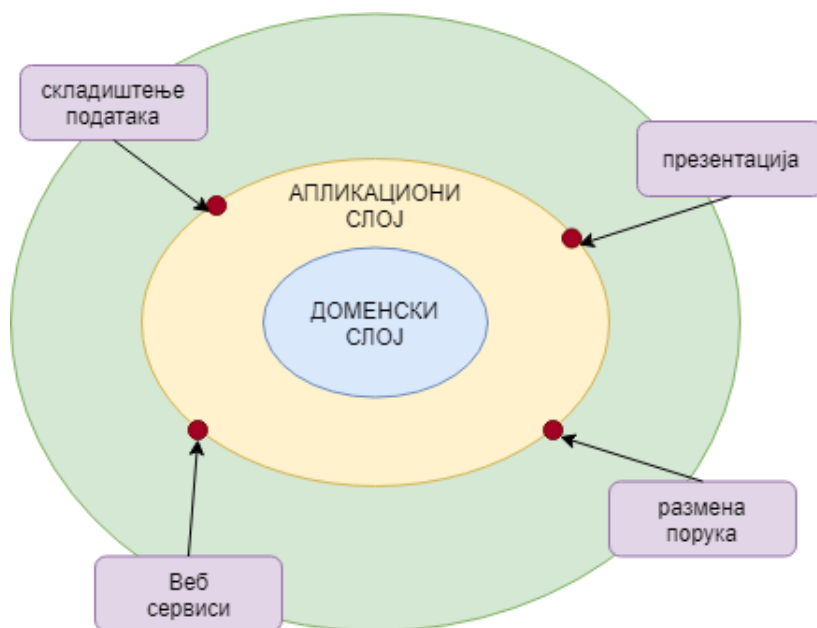 складиштење
података
презентација
АПЛИКАЦИОНИ
СЛОЈ
ДОМЕНСКИ
СЛОЈ
размена
порука
Веб
сервиси